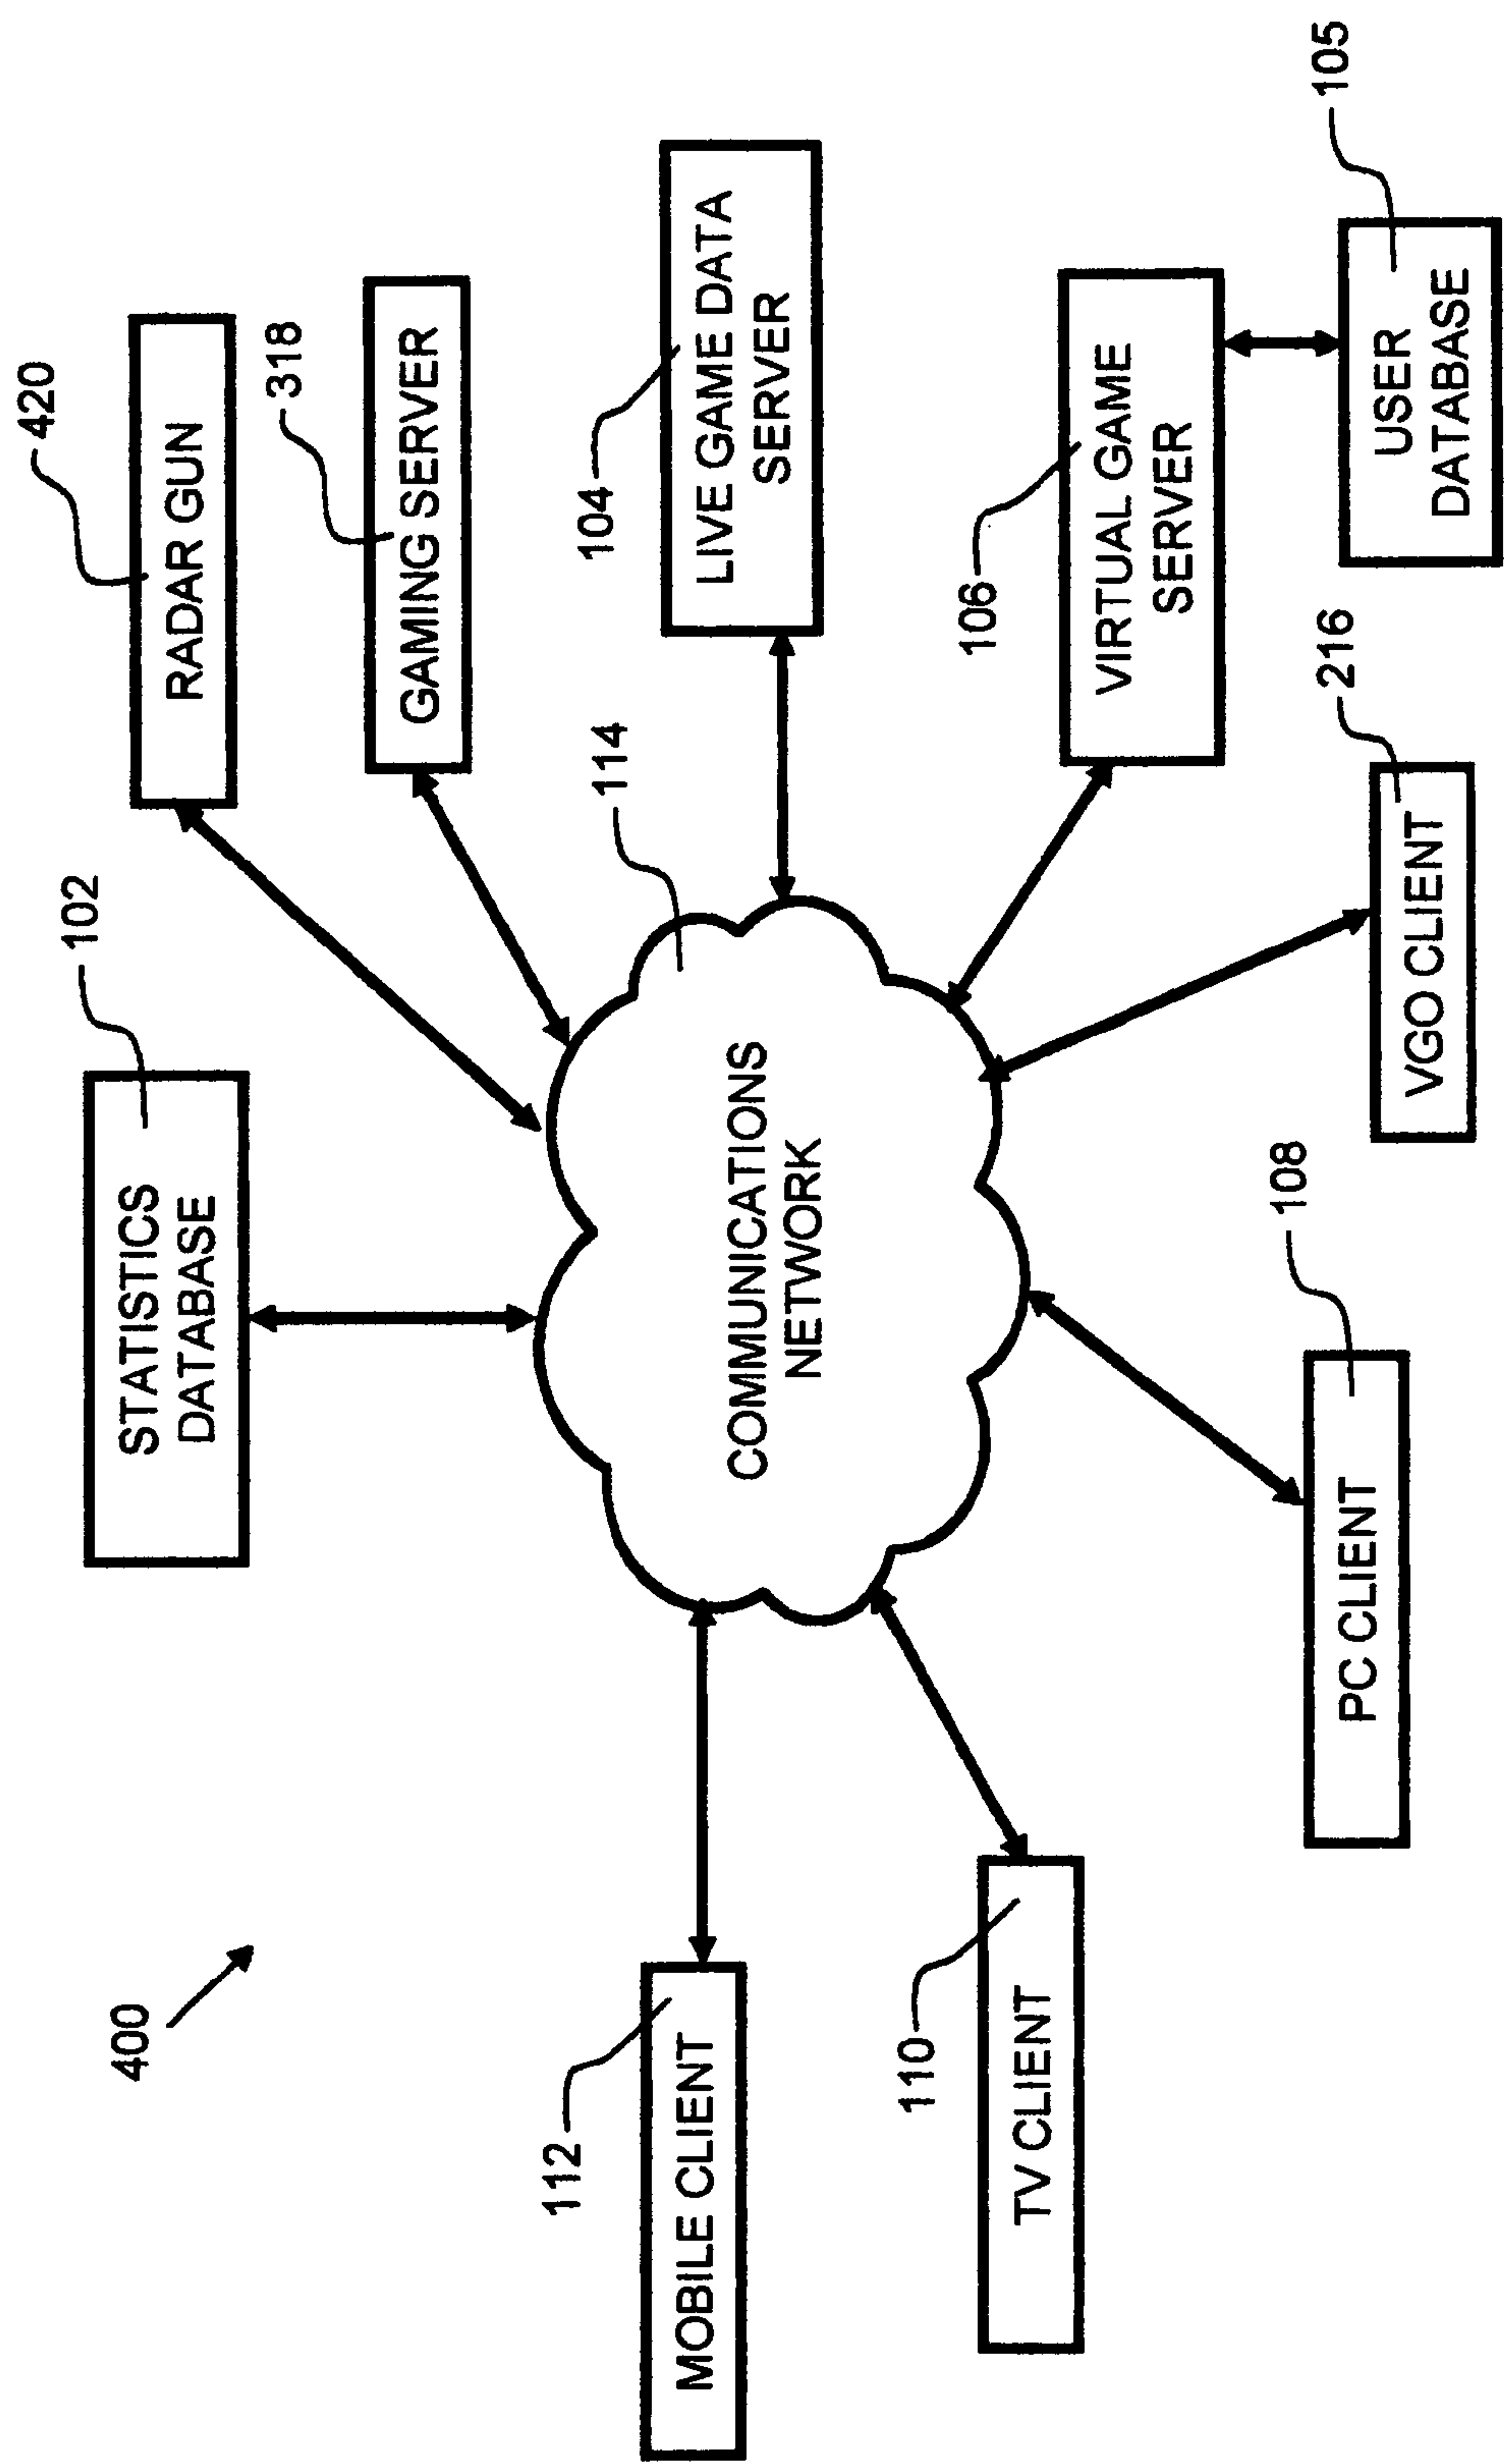 400
102
STATISTICS
DATABASE
420
RADAR GUN
318
GAMING SERVER
112
MOBILE CLIENT
114
COMMUNICATIONS
NETWORK
104
LIVE GAME DATA
SERVER
110
TV CLIENT
106
VIRTUAL GAME
SERVER
108
PC CLIENT
216
VGO CLIENT
105
USER
DATABASE